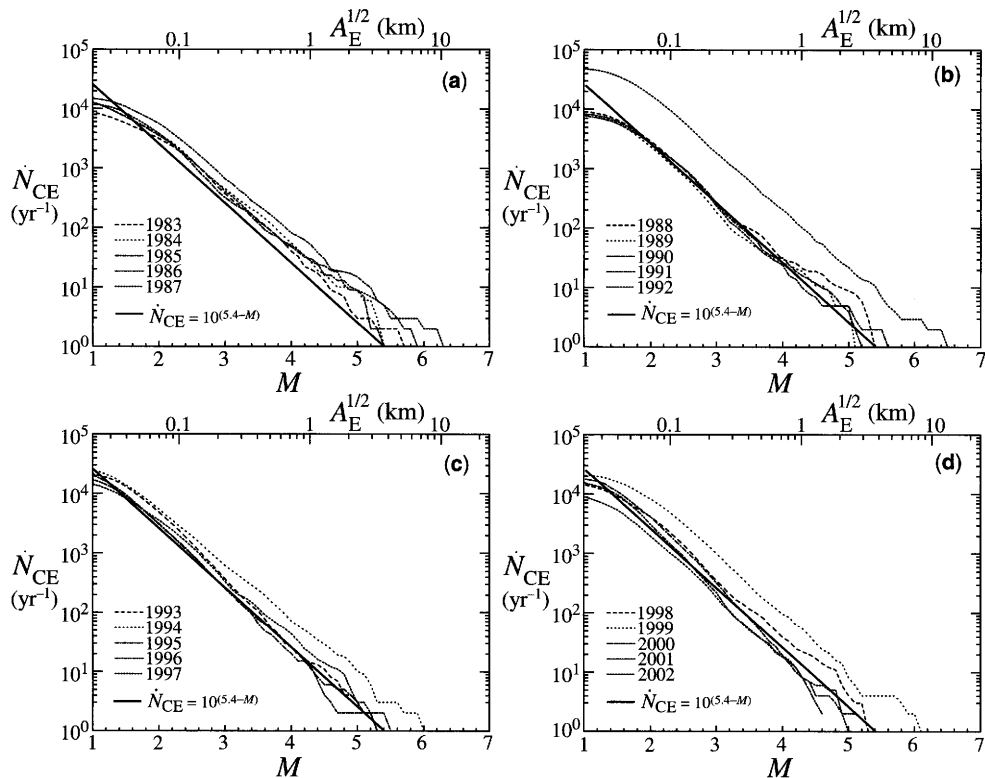 A_E^{1/2} (km)
0.1 1 10
10^5
10^4
10^3
10^2
10^1
10^0
(a)
Ṅ_CE
(yr⁻¹)
1983
1984
1985
1986
1987
Ṅ_CE = 10^(5.4–M)
1 2 3 4 5 6 7
M
A_E^{1/2} (km)
0.1 1 10
10^5
10^4
10^3
10^2
10^1
10^0
(b)
Ṅ_CE
(yr⁻¹)
1988
1989
1990
1991
1992
Ṅ_CE = 10^(5.4–M)
1 2 3 4 5 6 7
M
A_E^{1/2} (km)
0.1 1 10
10^5
10^4
10^3
10^2
10^1
10^0
(c)
Ṅ_CE
(yr⁻¹)
1993
1994
1995
1996
1997
Ṅ_CE = 10^(5.4–M)
1 2 3 4 5 6 7
M
A_E^{1/2} (km)
0.1 1 10
10^5
10^4
10^3
10^2
10^1
10^0
(d)
Ṅ_CE
(yr⁻¹)
1998
1999
2000
2001
2002
Ṅ_CE = 10^(5.4–M)
1 2 3 4 5 6 7
M